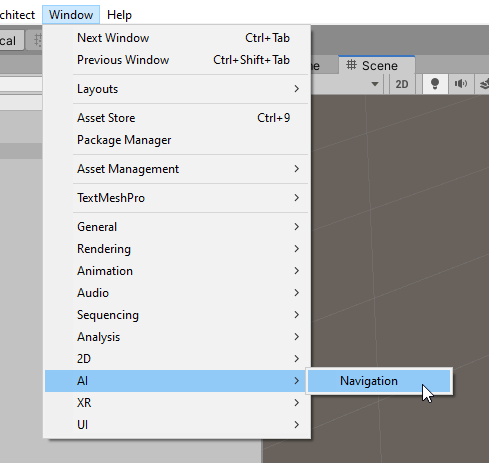 chitect Window Help
cal
Next Window Ctrl+Tab
Previous Window Ctrl+Shift+Tab
Layouts
Asset Store Ctrl+9
Package Manager
Asset Management
TextMeshPro
General
Rendering
Animation
Audio
Sequencing
Analysis
2D
AI
XR
UI
Navigation
ne
Scene
2D